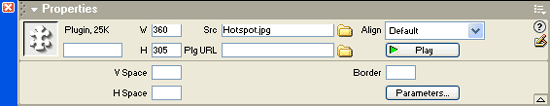 Properties
Plugin, 25K W 360 Src Hotspot.jpg Align Default
H 305 Plg URL Play
V Space Border
H Space Parameters...